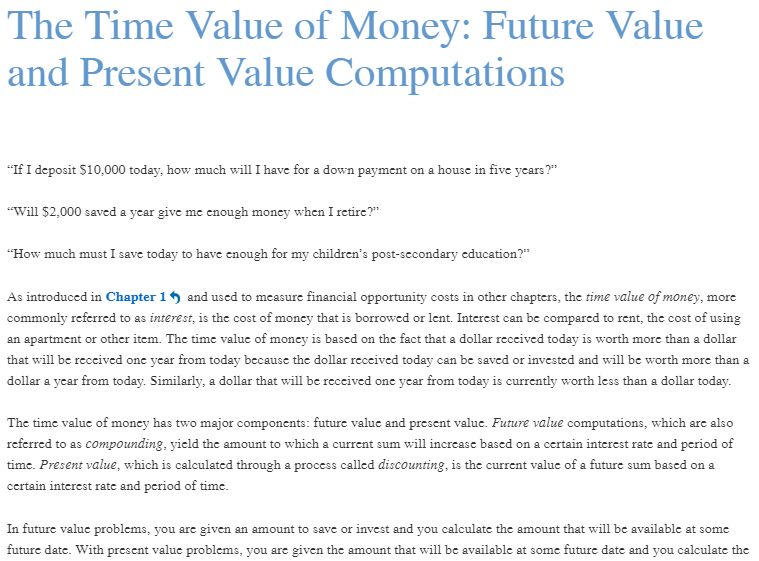 The Time Value of Money: Future Value
and Present Value Computations
“If I deposit $10,000 today, how much will I have for a down payment on a house in five years?”
“Will $2,000 saved a year give me enough money when I retire?”
“How much must I save today to have enough for my children’s post-secondary education?”
As introduced in Chapter 1 and used to measure financial opportunity costs in other chapters, the time value of money, more
commonly referred to as interest, is the cost of money that is borrowed or lent. Interest can be compared to rent, the cost of using
an apartment or other item. The time value of money is based on the fact that a dollar received today is worth more than a dollar
that will be received one year from today because the dollar received today can be saved or invested and will be worth more than a
dollar a year from today. Similarly, a dollar that will be received one year from today is currently worth less than a dollar today.
The time value of money has two major components: future value and present value. Future value computations, which are also
referred to as compounding, yield the amount to which a current sum will increase based on a certain interest rate and period of
time. Present value, which is calculated through a process called discounting, is the current value of a future sum based on a
certain interest rate and period of time.
In future value problems, you are given an amount to save or invest and you calculate the amount that will be available at some
future date. With present value problems, you are given the amount that will be available at some future date and you calculate the